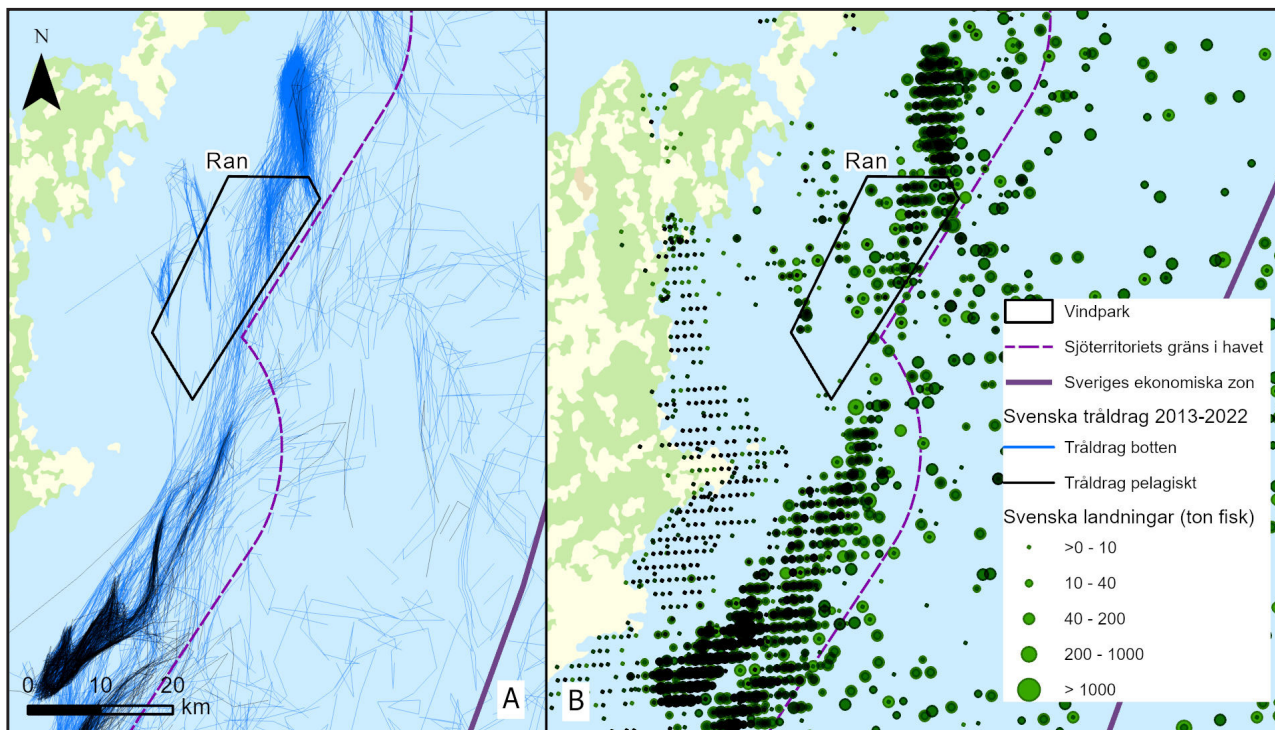 N
Ran
0 10 20
km
A
Ran
B
Vindpark
Sjöterritoriets gräns i havet
Sveriges ekonomiska zon
Svenska tråldrag 2013-2022
Tråldrag botten
Tråldrag pelagiskt
Svenska landningar (ton fisk)
>0 - 10
10 - 40
40 - 200
200 - 1000
> 1000